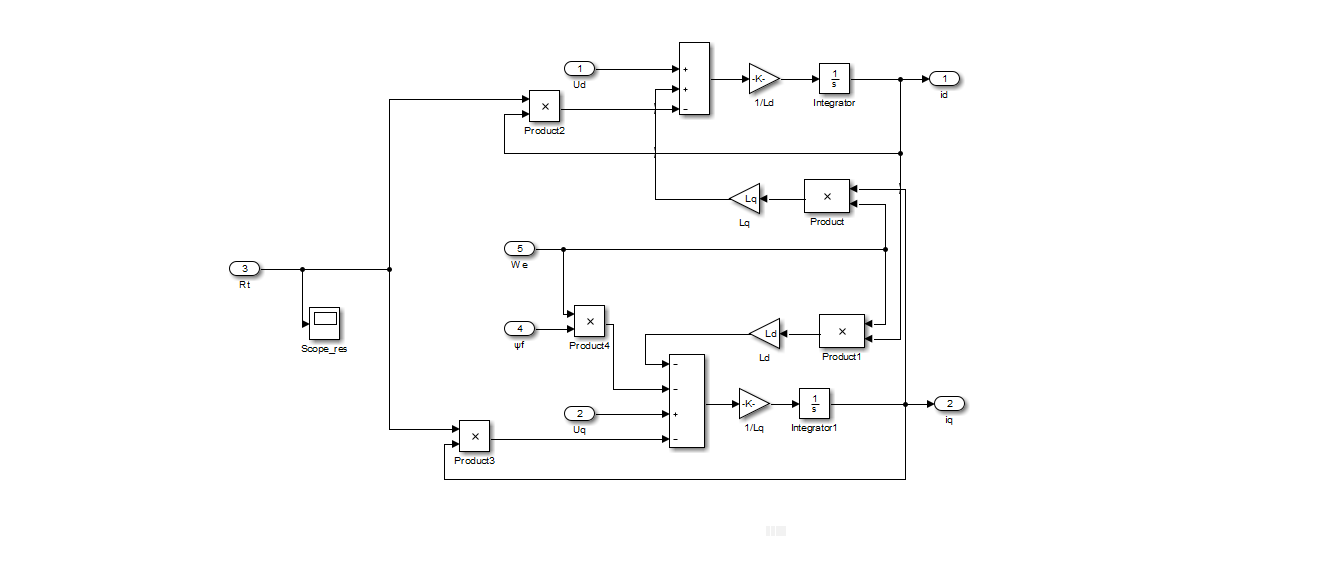 1
Ud
×
Product2
+
+
−
-K-
1/Ld
1
s
Integrator
1
id
Lq
Lq
×
Product
5
We
3
Rt
Scope_res
4
ψf
×
Product4
Ld
Ld
×
Product1
−
−
+
−
2
Uq
-K-
1/Lq
1
s
Integrator1
2
iq
×
Product3